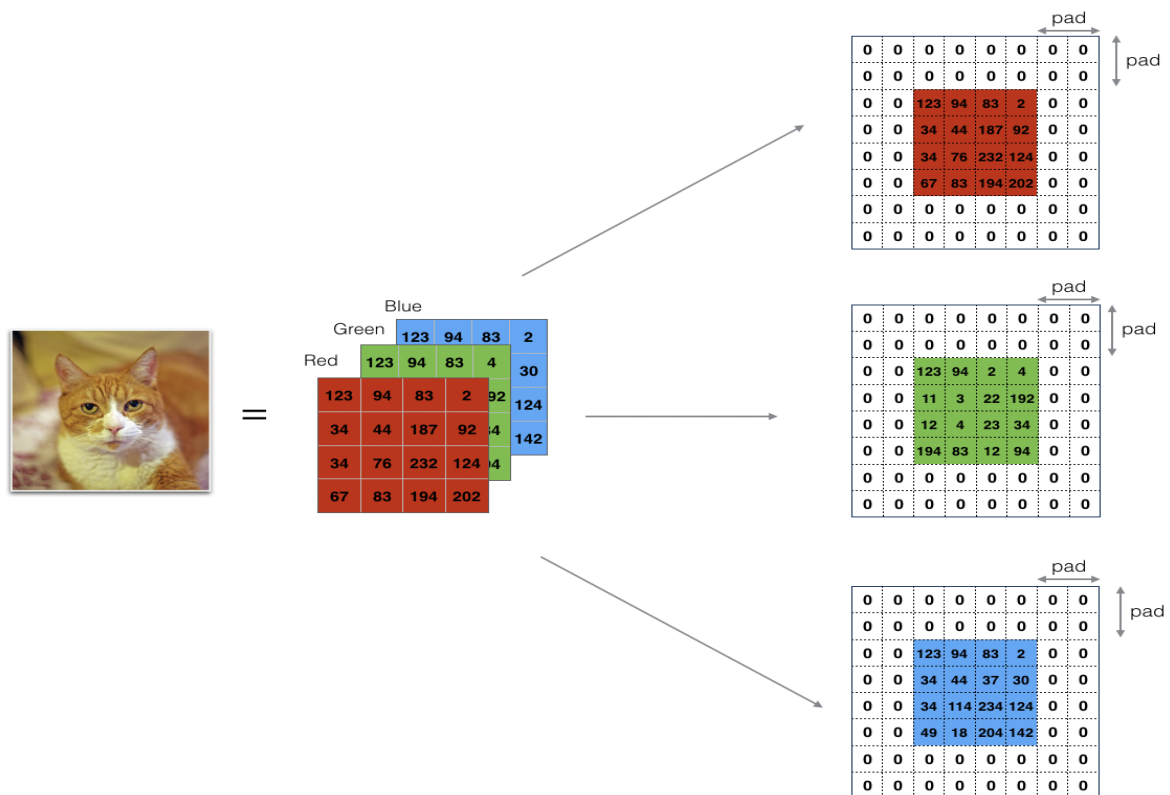 pad
0 0 0 0 0 0 0 0
pad
0 0 0 0 0 0 0 0
0 0 123 94 83 2 0 0
0 0 34 44 187 92 0 0
0 0 34 76 232 124 0 0
0 0 67 83 194 202 0 0
0 0 0 0 0 0 0 0
0 0 0 0 0 0 0 0
Blue
123 94 83 2
30
124
142
Green
123 94 83 4
92
34
94
Red
123 94 83 2
34 44 187 92
34 76 232 124
67 83 194 202
=
pad
0 0 0 0 0 0 0 0
pad
0 0 0 0 0 0 0 0
0 0 123 94 2 4 0 0
0 0 11 3 22 192 0 0
0 0 12 4 23 34 0 0
0 0 194 83 12 94 0 0
0 0 0 0 0 0 0 0
0 0 0 0 0 0 0 0
pad
0 0 0 0 0 0 0 0
pad
0 0 0 0 0 0 0 0
0 0 123 94 83 2 0 0
0 0 34 44 37 30 0 0
0 0 34 114 234 124 0 0
0 0 49 18 204 142 0 0
0 0 0 0 0 0 0 0
0 0 0 0 0 0 0 0